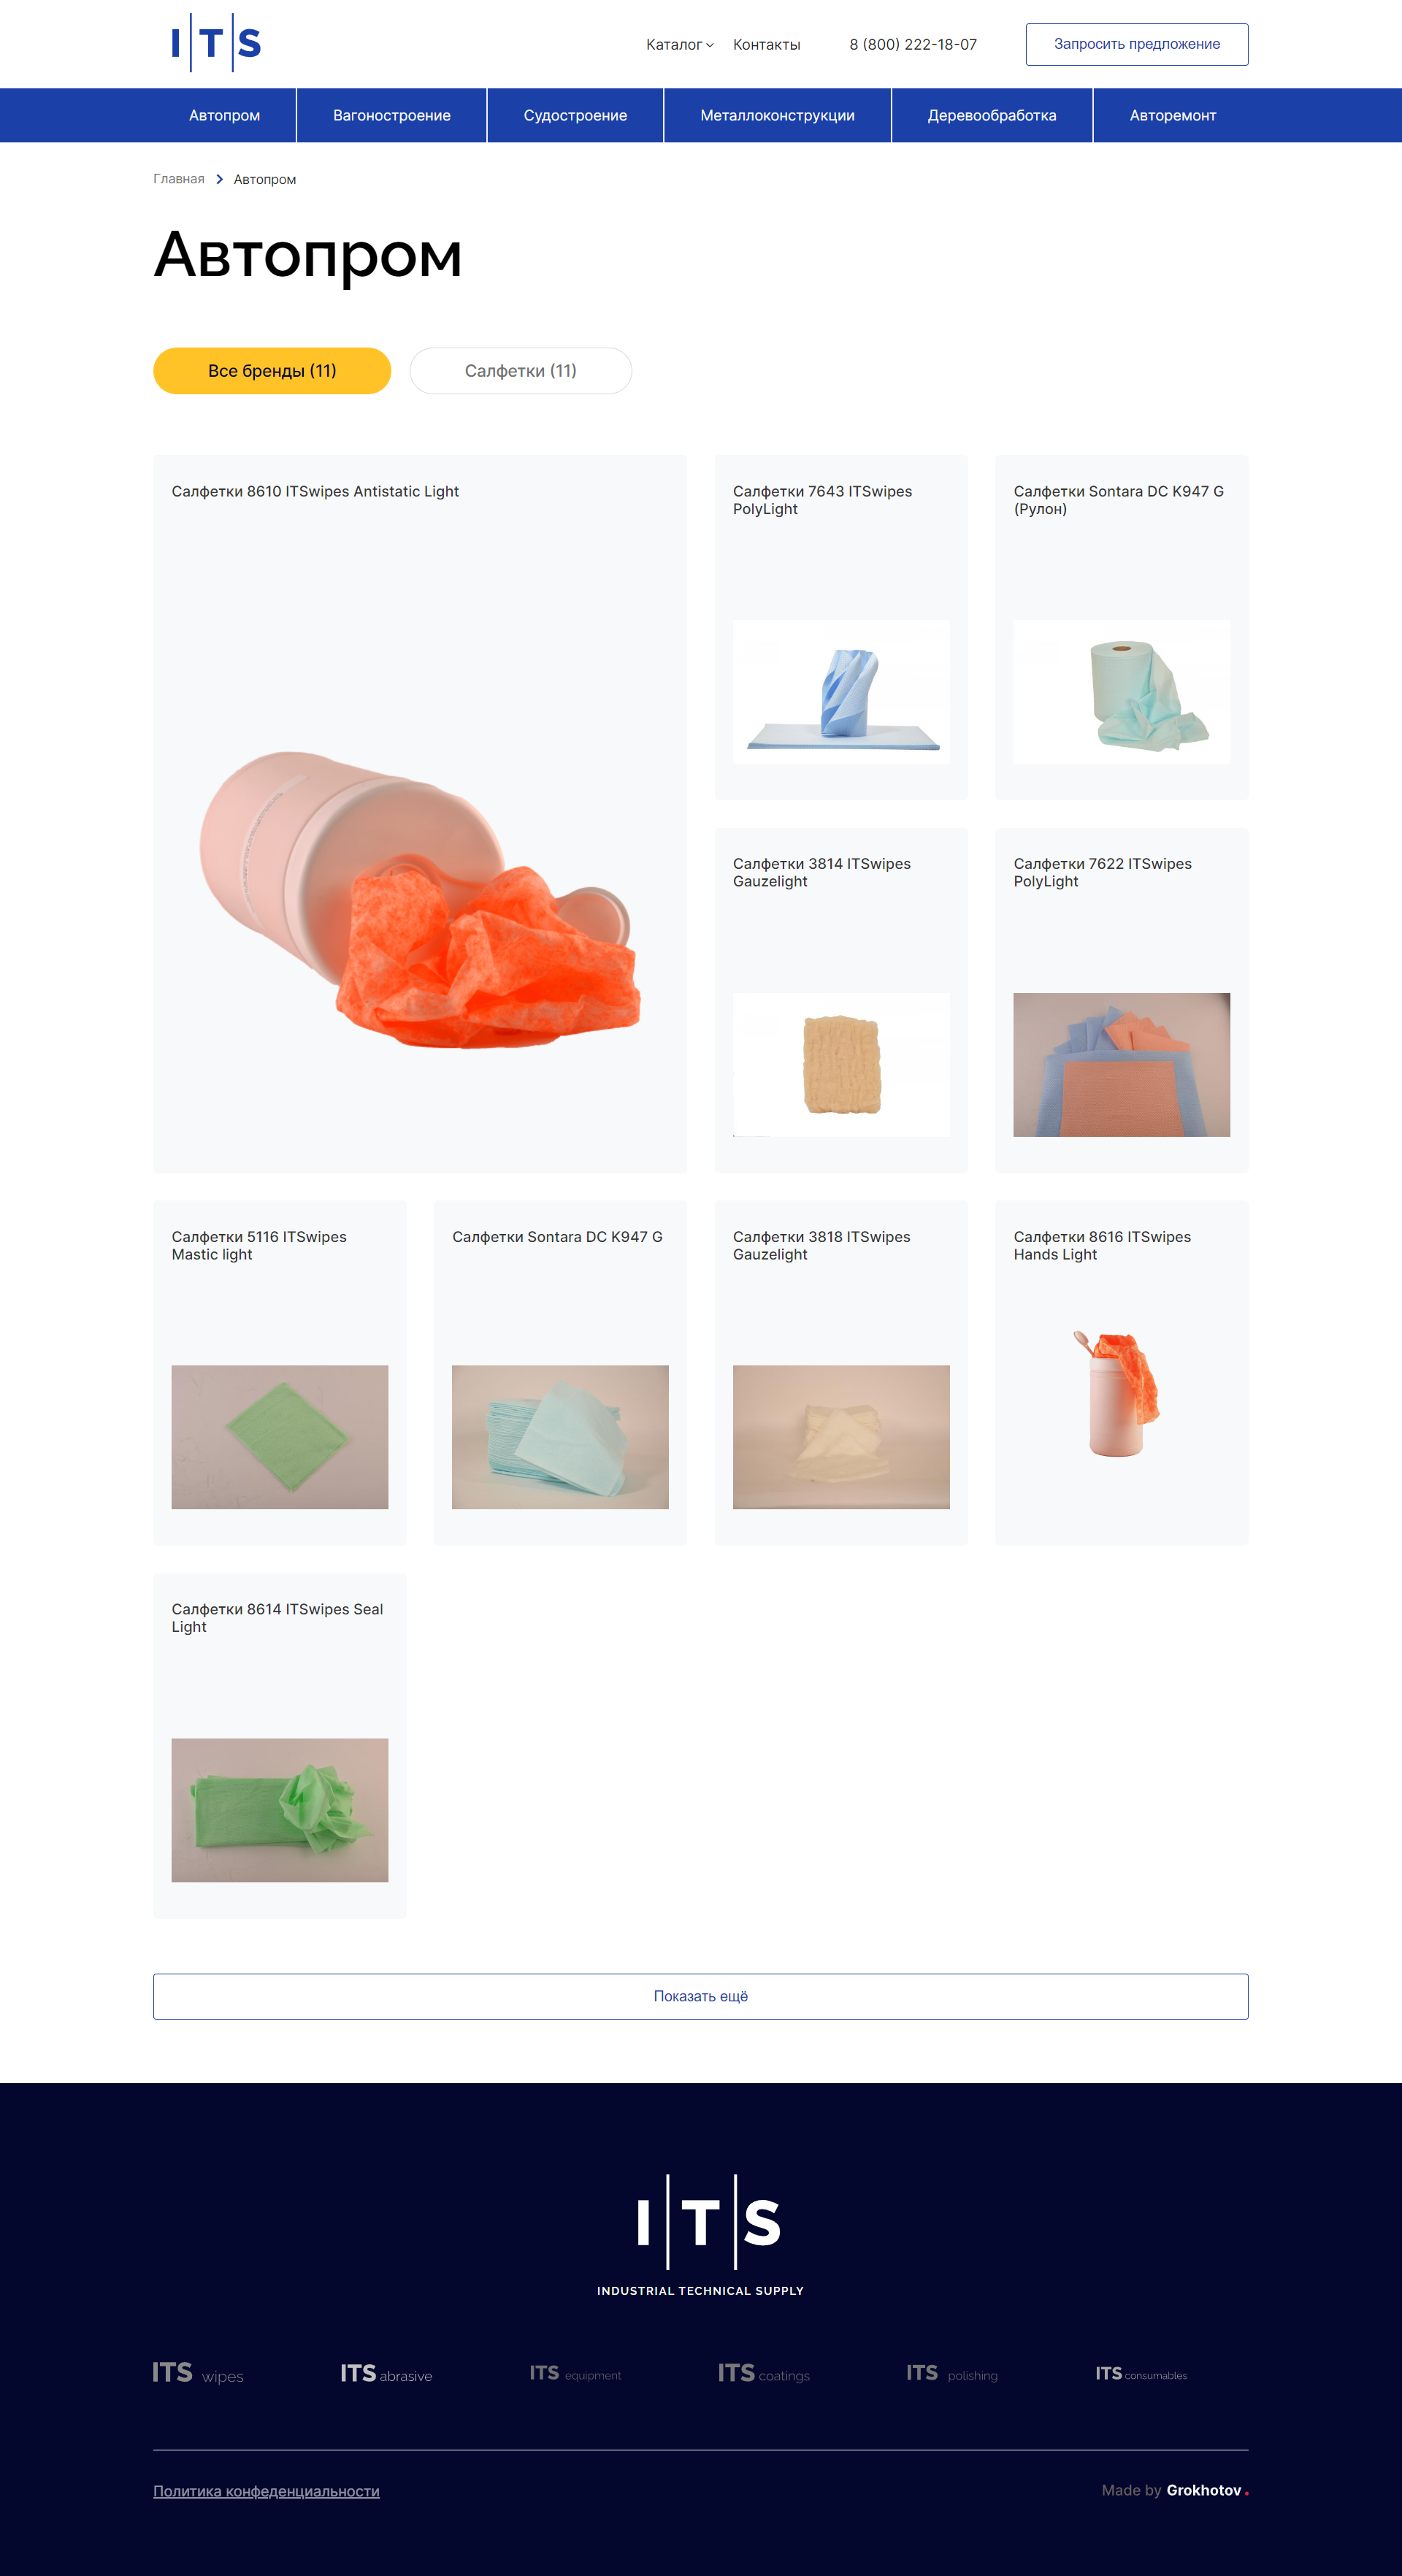 ITS
Каталог
Контакты
8 (800) 222-18-07
Запросить предложение
Автопром
Вагоностроение
Судостроение
Металлоконструкции
Деревообработка
Авторемонт
Главная
Автопром
Автопром
Все бренды (11)
Салфетки (11)
Салфетки 8610 ITSwipes Antistatic Light
Салфетки 7643 ITSwipes
PolyLight
Салфетки Sontara DC K947 G
(Рулон)
Салфетки 3814 ITSwipes
Gauzelight
Салфетки 7622 ITSwipes
PolyLight
Салфетки 5116 ITSwipes
Mastic light
Салфетки Sontara DC K947 G
Салфетки 3818 ITSwipes
Gauzelight
Салфетки 8616 ITSwipes
Hands Light
Салфетки 8614 ITSwipes Seal
Light
Показать ещё
ITS
INDUSTRIAL TECHNICAL SUPPLY
ITS wipes
ITS abrasive
ITS equipment
ITS coatings
ITS polishing
ITS consumables
Политика конфеденциальности
Made by Grokhotov.